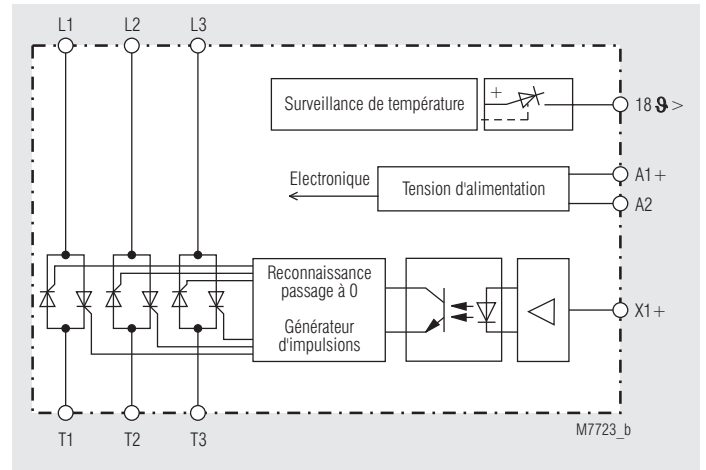 L1
L2
L3
Surveillance de température
+
18 ϑ >
Electronique
Tension d'alimentation
A1+
A2
Reconnaissance
passage à 0
Générateur
d'impulsions
X1+
T1
T2
T3
M7723_b